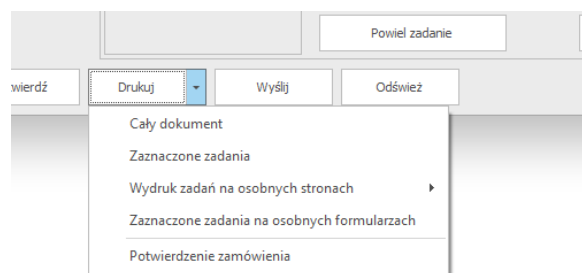 Powiel zadanie
twierdź Drukuj Wyślij Odśwież
Cały dokument
Zaznaczone zadania
Wydruk zadań na osobnych stronach
Zaznaczone zadania na osobnych formularzach
Potwierdzenie zamówienia